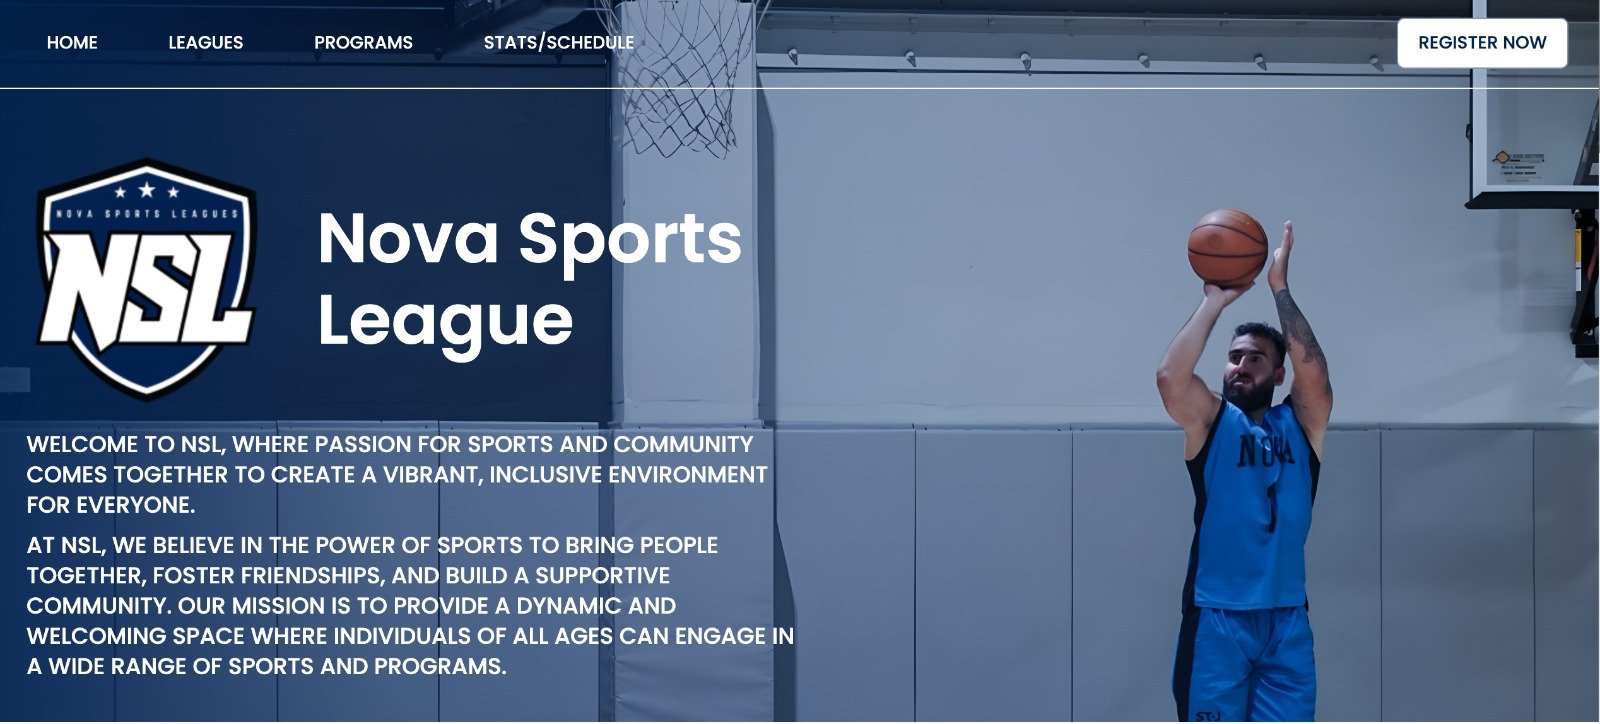 HOME
LEAGUES
PROGRAMS
STATS/SCHEDULE
REGISTER NOW
NOVA SPORTS LEAGUES
NSL
Nova Sports
League
WELCOME TO NSL, WHERE PASSION FOR SPORTS AND COMMUNITY
COMES TOGETHER TO CREATE A VIBRANT, INCLUSIVE ENVIRONMENT
FOR EVERYONE.
AT NSL, WE BELIEVE IN THE POWER OF SPORTS TO BRING PEOPLE
TOGETHER, FOSTER FRIENDSHIPS, AND BUILD A SUPPORTIVE
COMMUNITY. OUR MISSION IS TO PROVIDE A DYNAMIC AND
WELCOMING SPACE WHERE INDIVIDUALS OF ALL AGES CAN ENGAGE IN
A WIDE RANGE OF SPORTS AND PROGRAMS.
NOVA
1